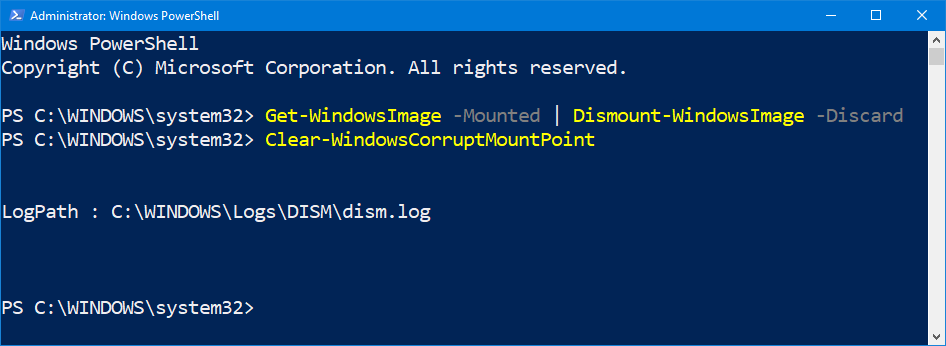 Administrator: Windows PowerShell
Windows PowerShell
Copyright (C) Microsoft Corporation. All rights reserved.
PS C:\WINDOWS\system32> Get-WindowsImage -Mounted | Dismount-WindowsImage -Discard
PS C:\WINDOWS\system32> Clear-WindowsCorruptMountPoint
LogPath : C:\WINDOWS\Logs\DISM\dism.log
PS C:\WINDOWS\system32>